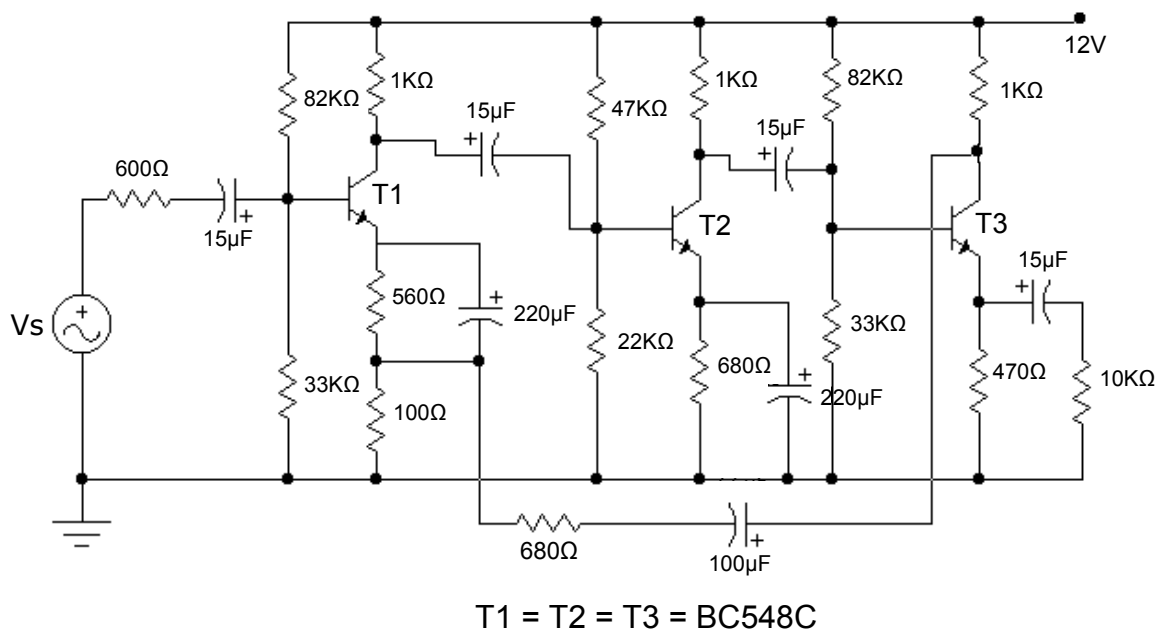 12V
82KΩ
1KΩ
15µF
47KΩ
1KΩ
15µF
82KΩ
1KΩ
600Ω
15µF
T1
T2
T3
Vs
+
560Ω
+
220µF
22KΩ
680Ω
+
220µF
33KΩ
15µF
470Ω
10KΩ
33KΩ
100Ω
680Ω
+
100µF
+
+
+
+
T1 = T2 = T3 = BC548C